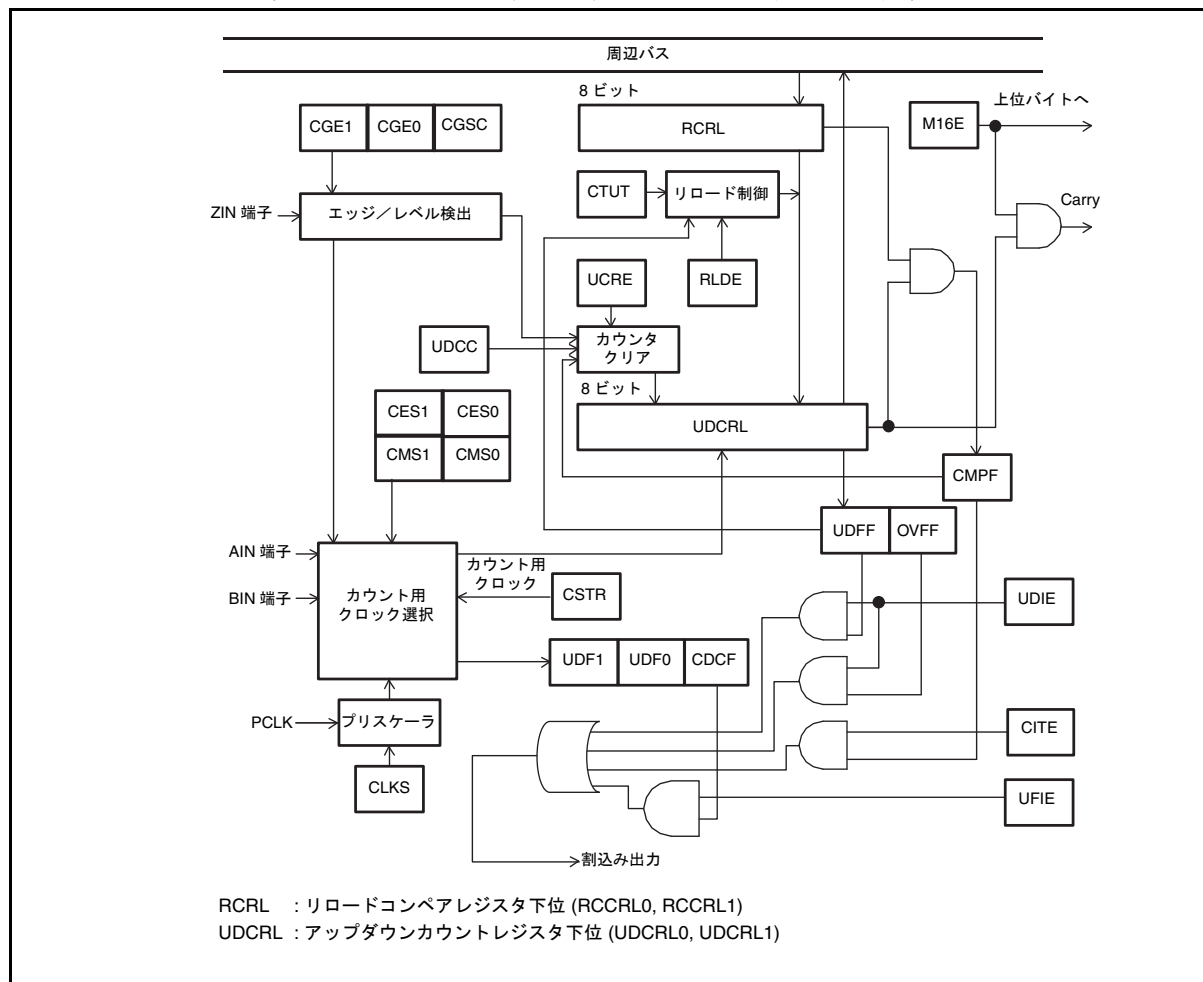 周辺バス
8 ビット
上位バイトへ
CGE1 CGE0 CGSC
RCRL
M16E
CTUT
リロード制御
Carry
ZIN 端子
エッジ／レベル検出
UCRE
RLDE
UDCC
カウンタ
クリア
8 ビット
CES1 CES0
UDCRL
CMS1 CMS0
CMPF
UDFF OVFF
AIN 端子
カウント用
クロック
BIN 端子
カウント用
クロック選択
CSTR
UDIE
UDF1 UDF0 CDCF
PCLK
プリスケーラ
CITE
CLKS
UFIE
割込み出力
RCRL : リロードコンペアレジスタ下位 (RCCRL0, RCCRL1)
UDCRL : アップダウンカウントレジスタ下位 (UDCRL0, UDCRL1)